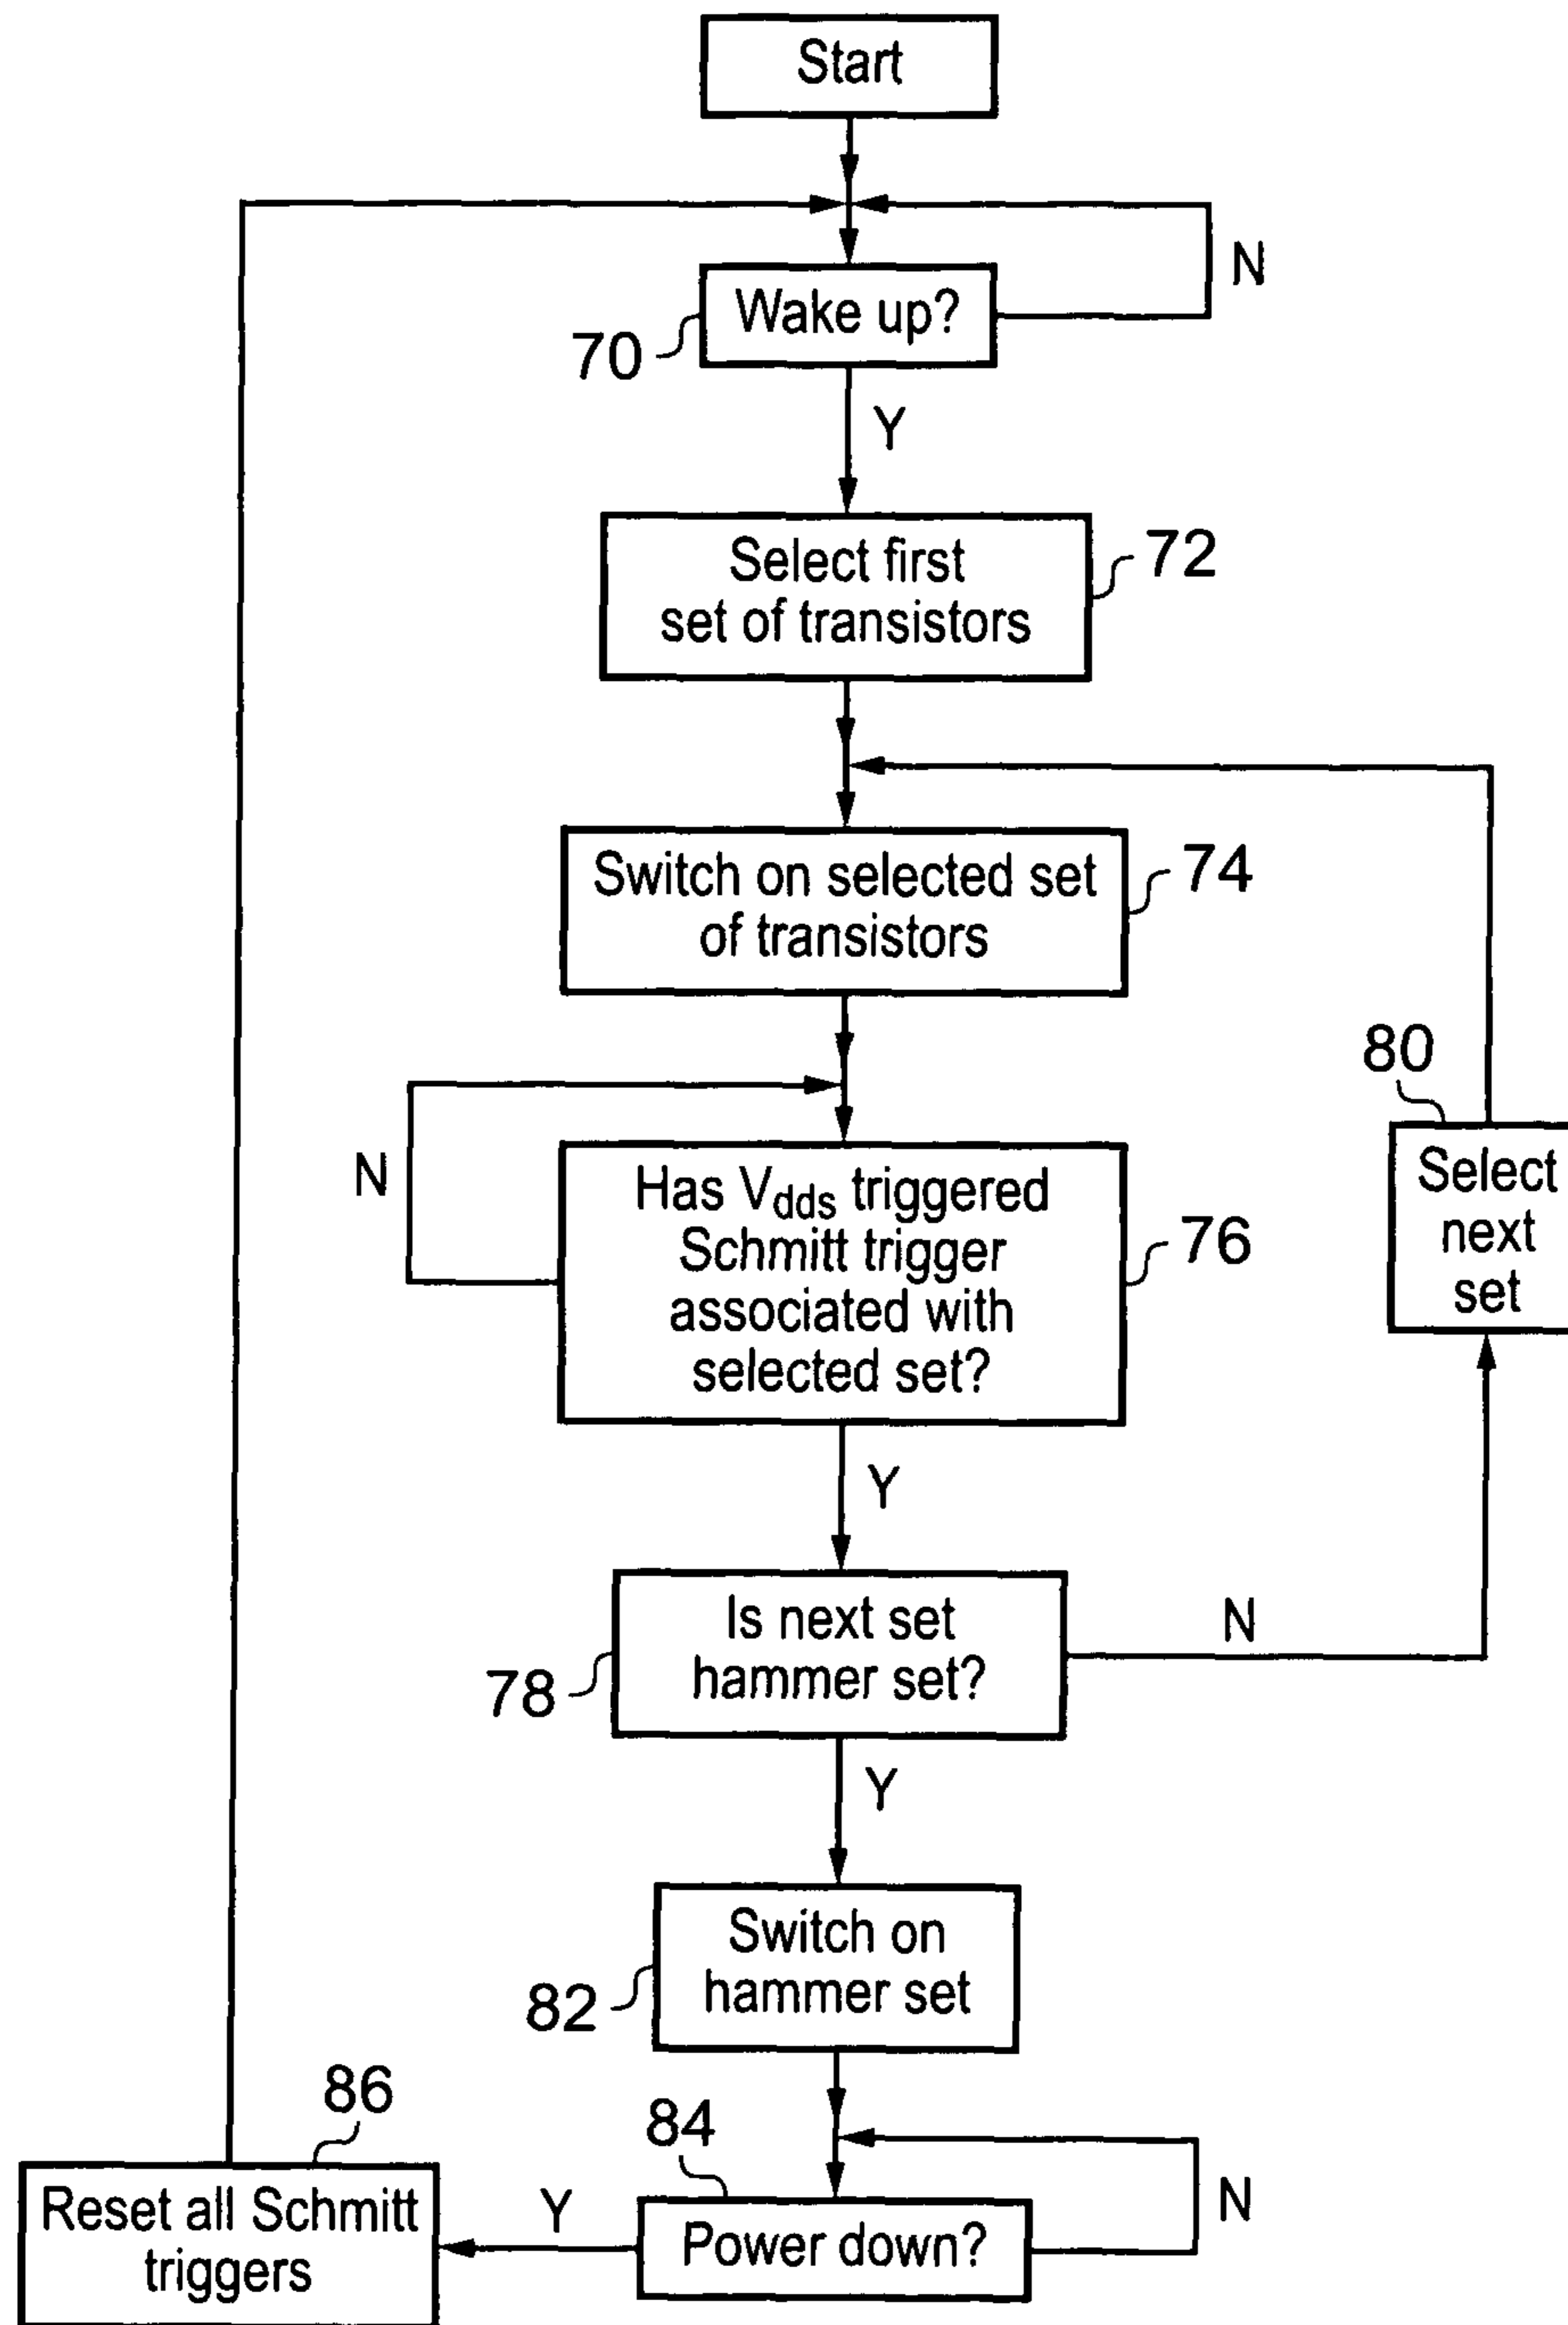 Start
N
Wake up?
70
Y
Select first
set of transistors
72
Switch on selected set
of transistors
74
80
N
Has Vdds triggered
Schmitt trigger
associated with
selected set?
76
Select
next
set
Y
Is next set
hammer set?
78
N
Y
Switch on
hammer set
82
86
84
Reset all Schmitt
triggers
Y
Power down?
N